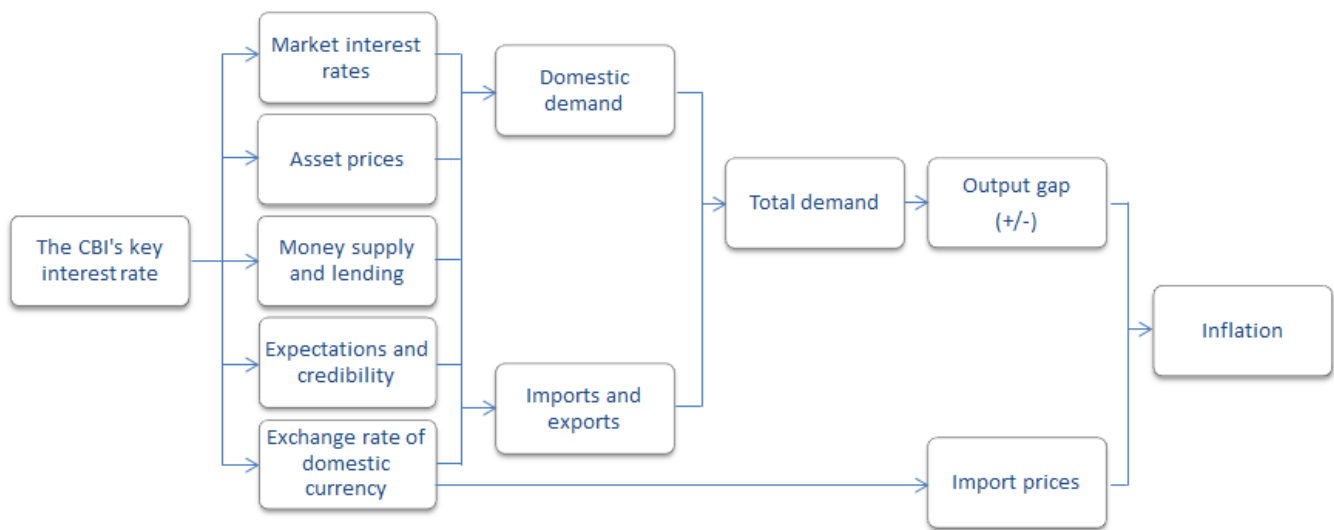 The CBI's key
interest rate
Market interest
rates
Asset prices
Money supply
and lending
Expectations and
credibility
Exchange rate of
domestic
currency
Domestic
demand
Imports and
exports
Total demand
Output gap
(+/-)
Import prices
Inflation